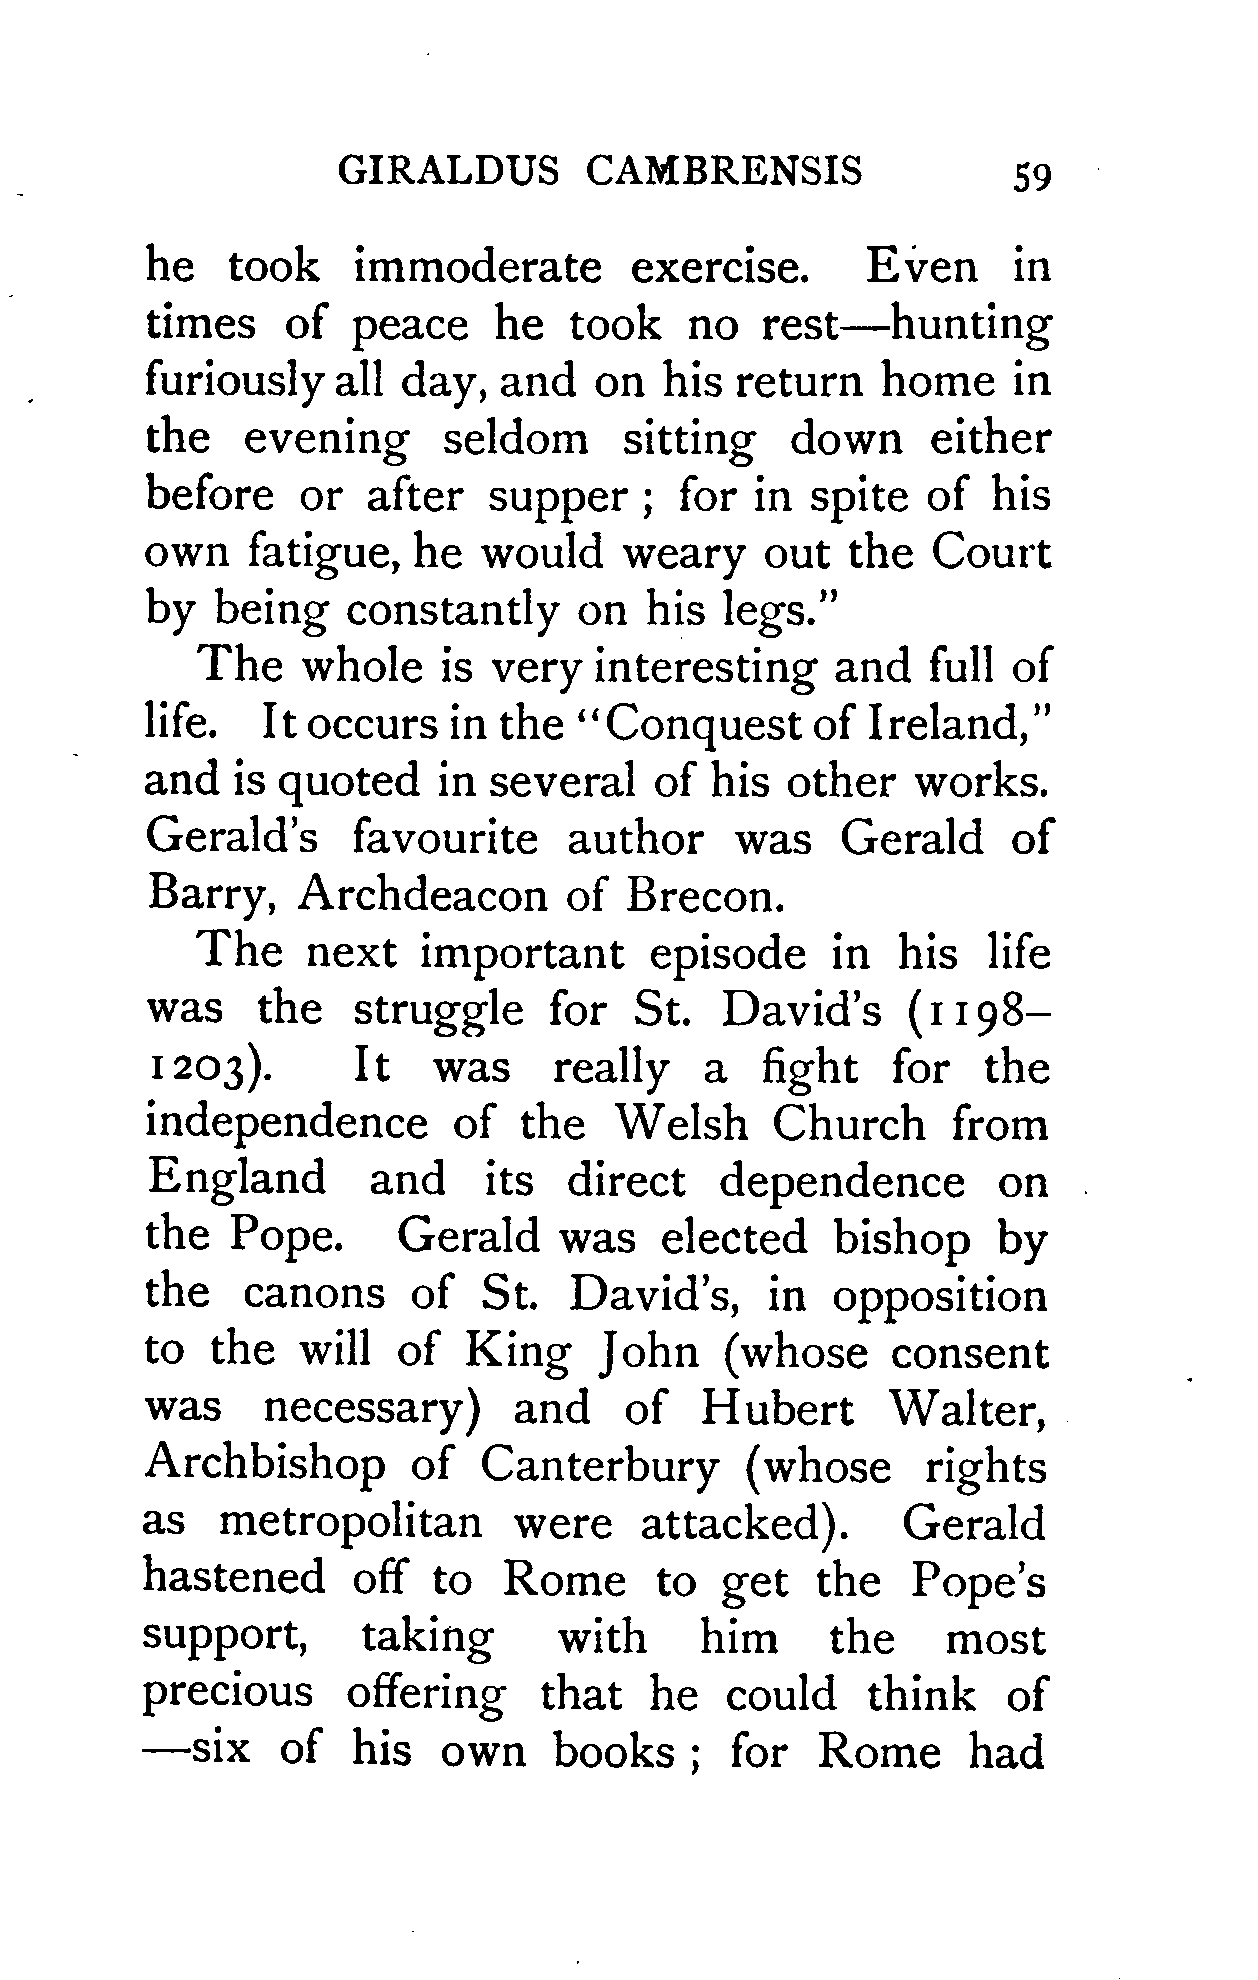 GIRALDUS CAMBRENSIS 59
he took immoderate exercise. Even in
times of peace he took no rest—hunting
furiously all day, and on his return home in
the evening seldom sitting down either
before or after supper ; for in spite of his
own fatigue, he would weary out the Court
by being constantly on his legs."
The whole is very interesting and full of
life. It occurs in the "Conquest of Ireland,"
and is quoted in several of his other works.
Gerald's favourite author was Gerald of
Barry, Archdeacon of Brecon.
The next important episode in his life
was the struggle for St. David's (1198–
1203). It was really a fight for the
independence of the Welsh Church from
England and its direct dependence on
the Pope. Gerald was elected bishop by
the canons of St. David's, in opposition
to the will of King John (whose consent
was necessary) and of Hubert Walter,
Archbishop of Canterbury (whose rights
as metropolitan were attacked). Gerald
hastened off to Rome to get the Pope's
support, taking with him the most
precious offering that he could think of
—six of his own books ; for Rome had